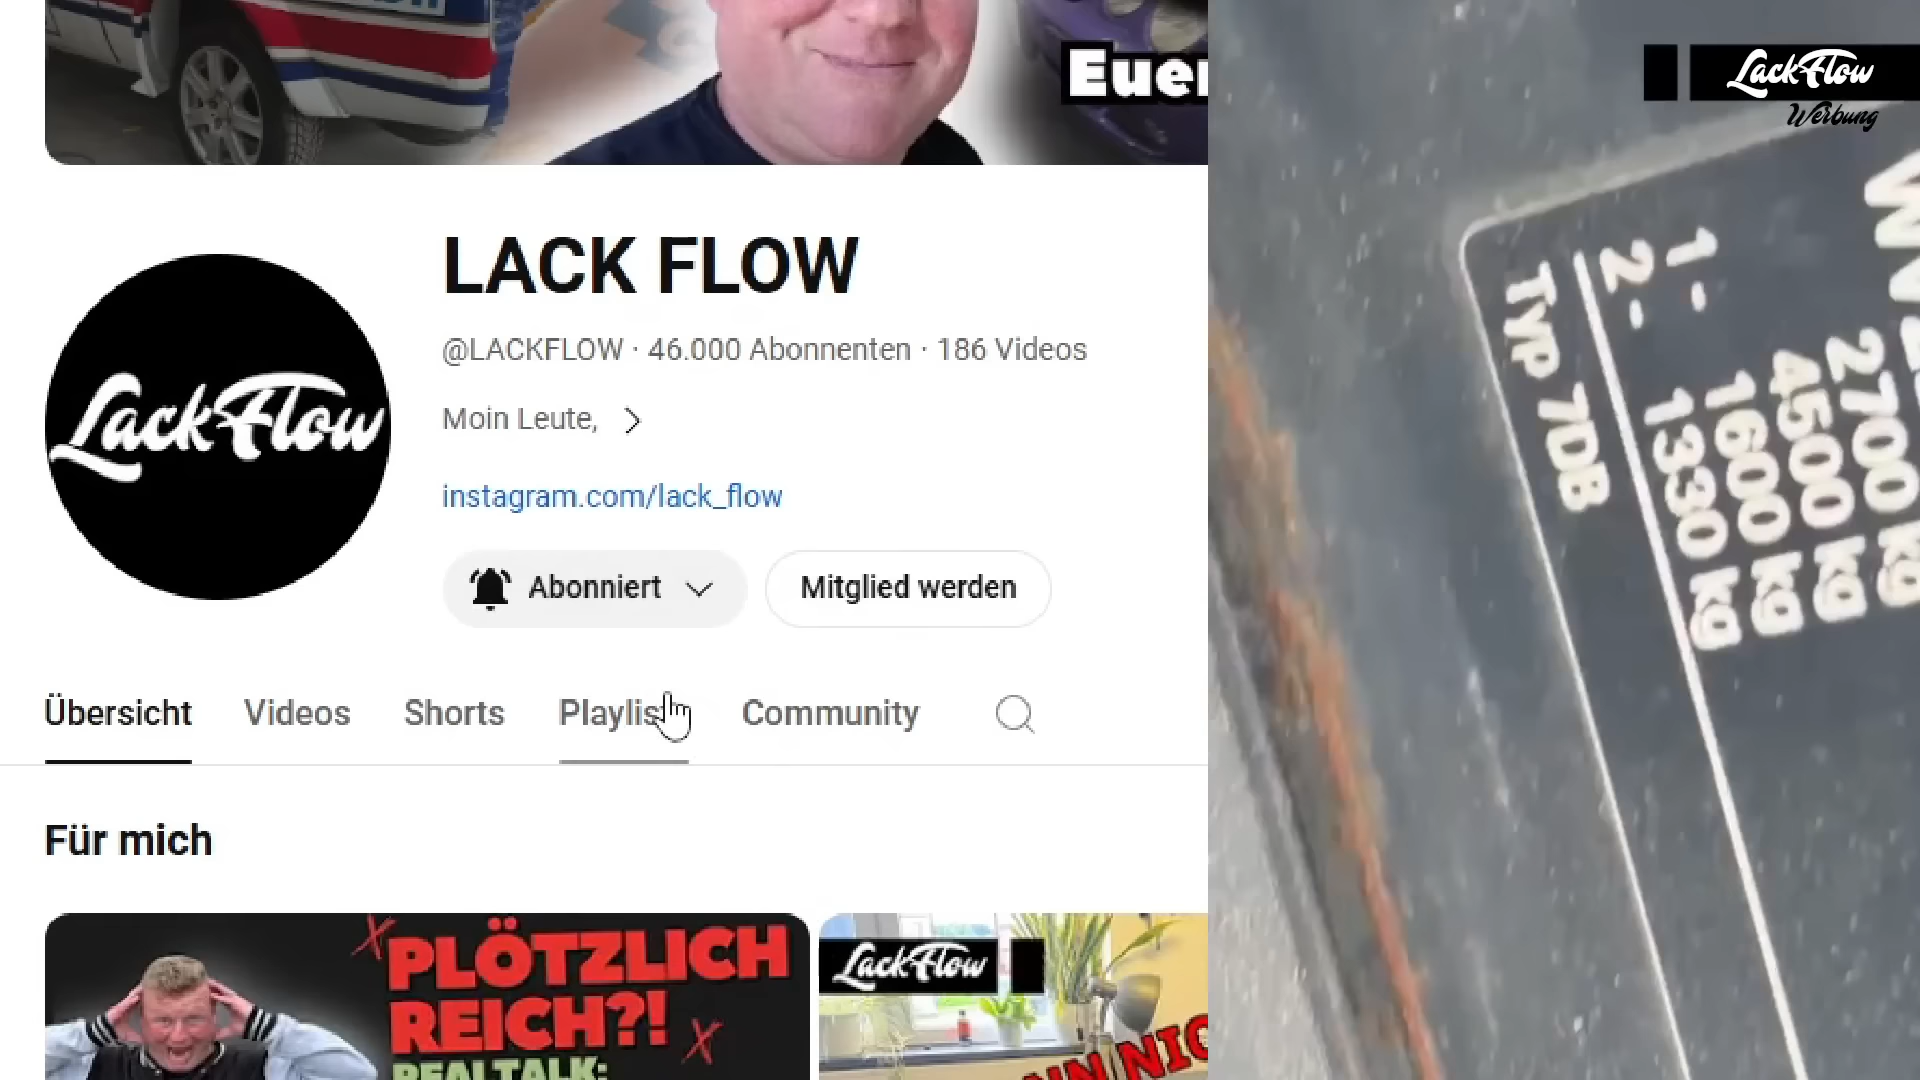 Euer
LACK FLOW
@LACKFLOW · 46.000 Abonnenten · 186 Videos
Moin Leute,
instagram.com/lack_flow
Abonniert
Mitglied werden
Übersicht
Videos
Shorts
Playlis
Community
Für mich
LackFlow
PLÖTZLICH
REICH?!
REALTALK:
LackFlow
LackFlow
Werbung
2700 kg
4500 kg
1- 1600 kg
2- 1330 kg
TYP 7DB